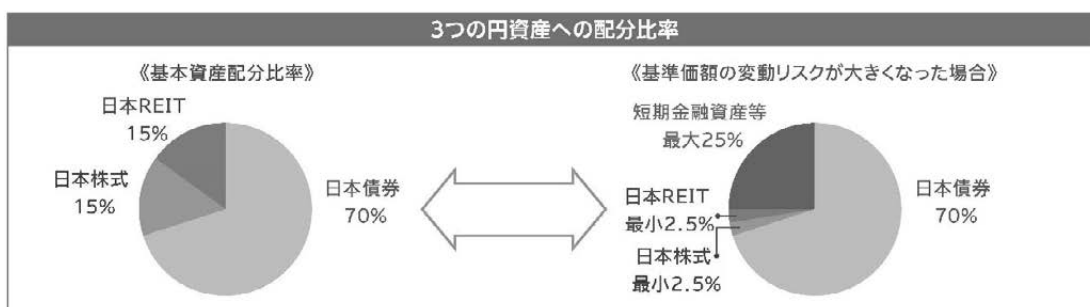 3つの円資産への配分比率
《基本資産配分比率》
日本REIT
15%
日本株式
15%
日本債券
70%
《基準価額の変動リスクが大きくなった場合》
短期金融資産等
最大25%
日本REIT
最小2.5%
日本株式
最小2.5%
日本債券
70%